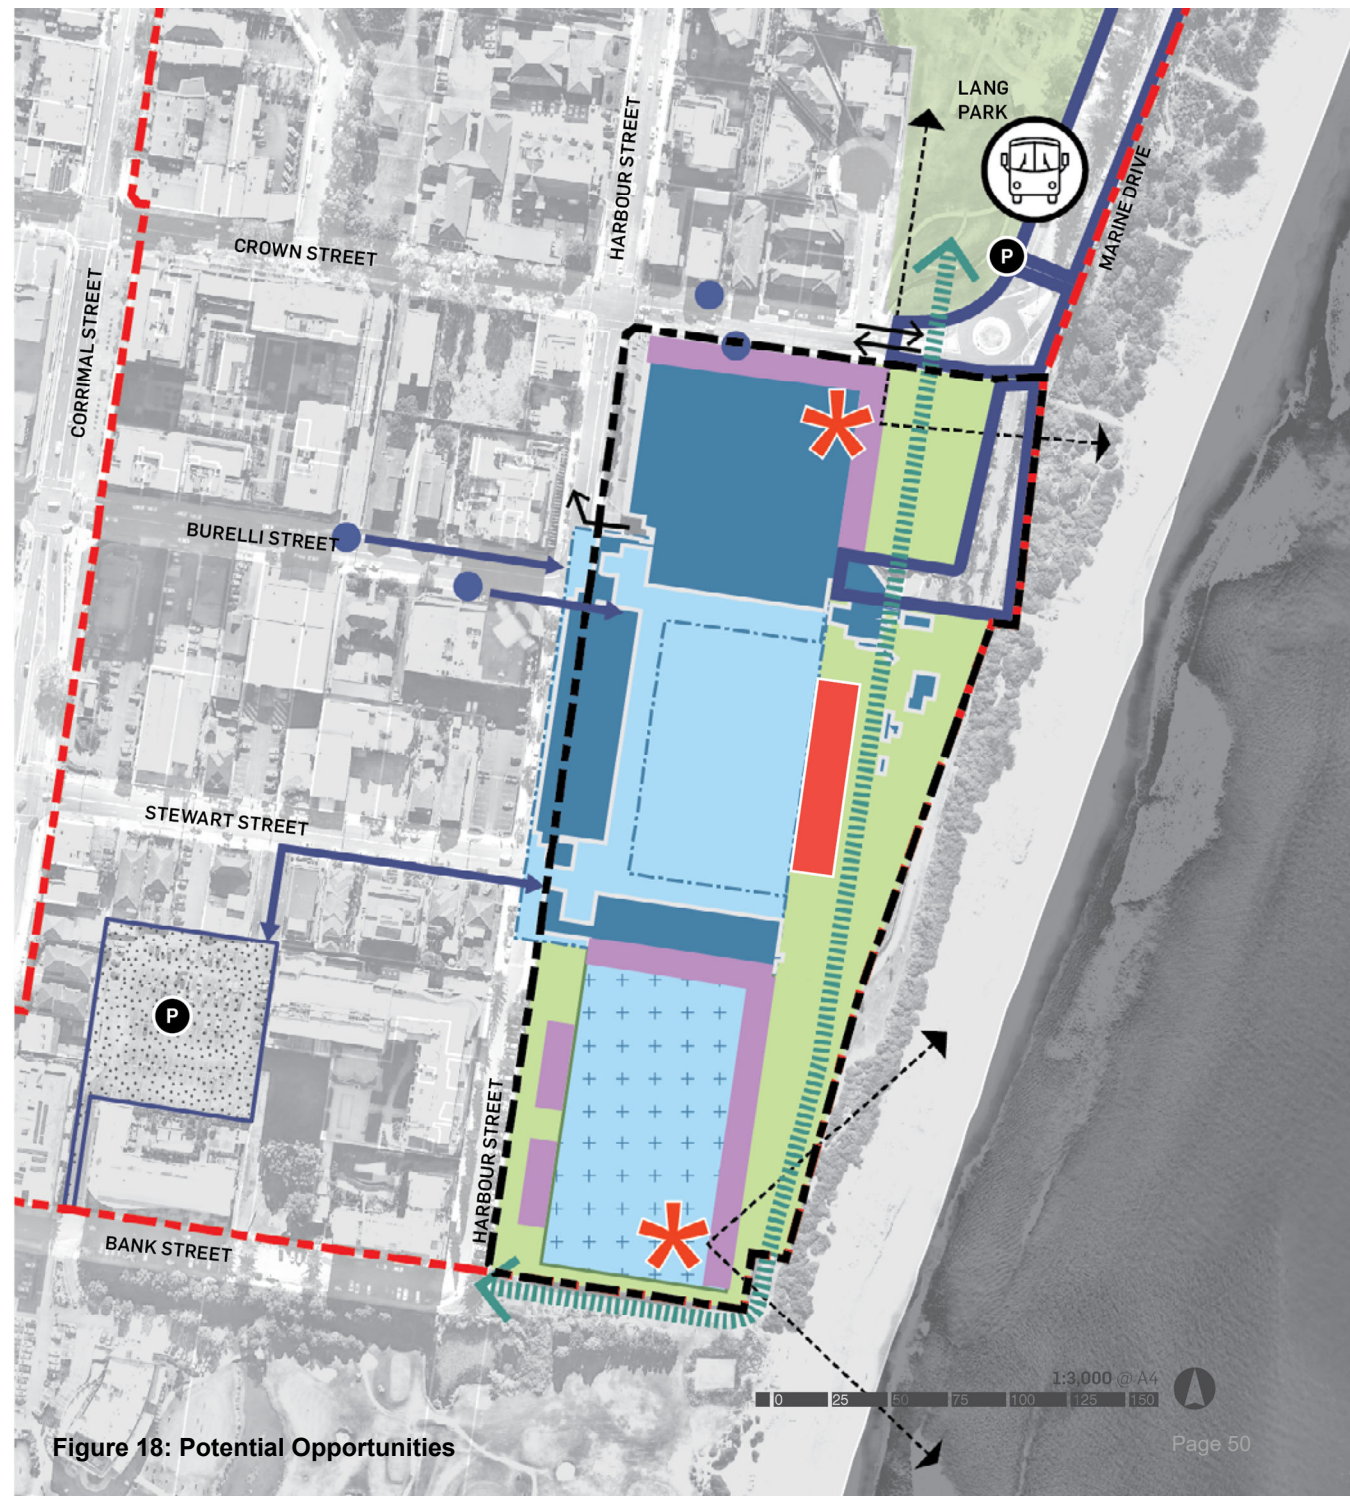 LANG
PARK
HARBOUR STREET
MARINE DRIVE
CROWN STREET
P
CORRIMAL STREET
BURELLI STREET
STEWART STREET
P
HARBOUR STREET
BANK STREET
1:3,000 @ A4
0 25 50 75 100 125 150
Figure 18: Potential Opportunities
Page 50